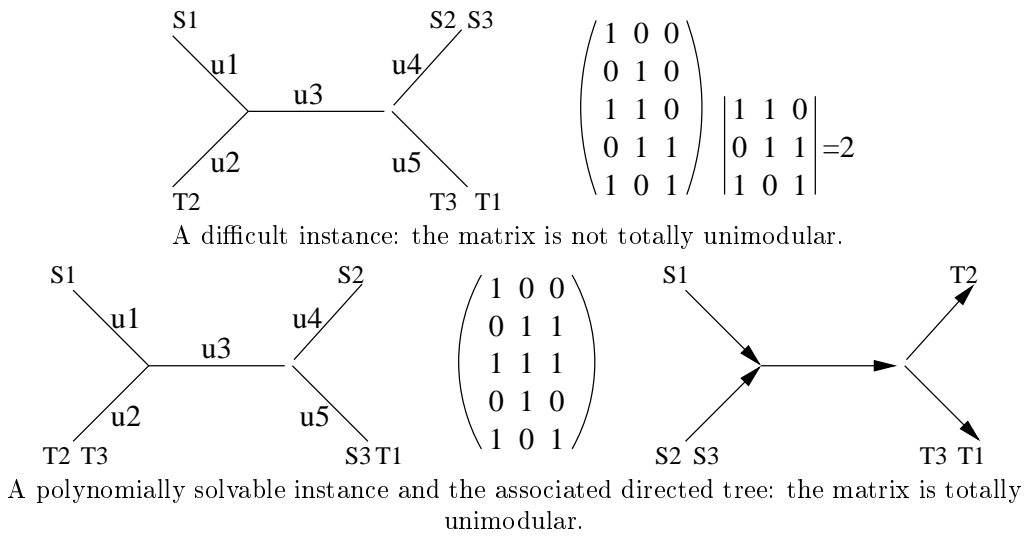 S1 S2 S3
u1 u4
u3
u2 u5
T2 T3 T1
1 0 0
0 1 0
1 1 0
0 1 1
1 0 1
1 1 0
0 1 1 =2
1 0 1
A difficult instance: the matrix is not totally unimodular.
S1 S2
u1 u4
u3
u2 u5
T2 T3 S3 T1
1 0 0
0 1 1
1 1 1
0 1 0
1 0 1
S1 T2
S2 S3 T3 T1
A polynomially solvable instance and the associated directed tree: the matrix is totally
unimodular.